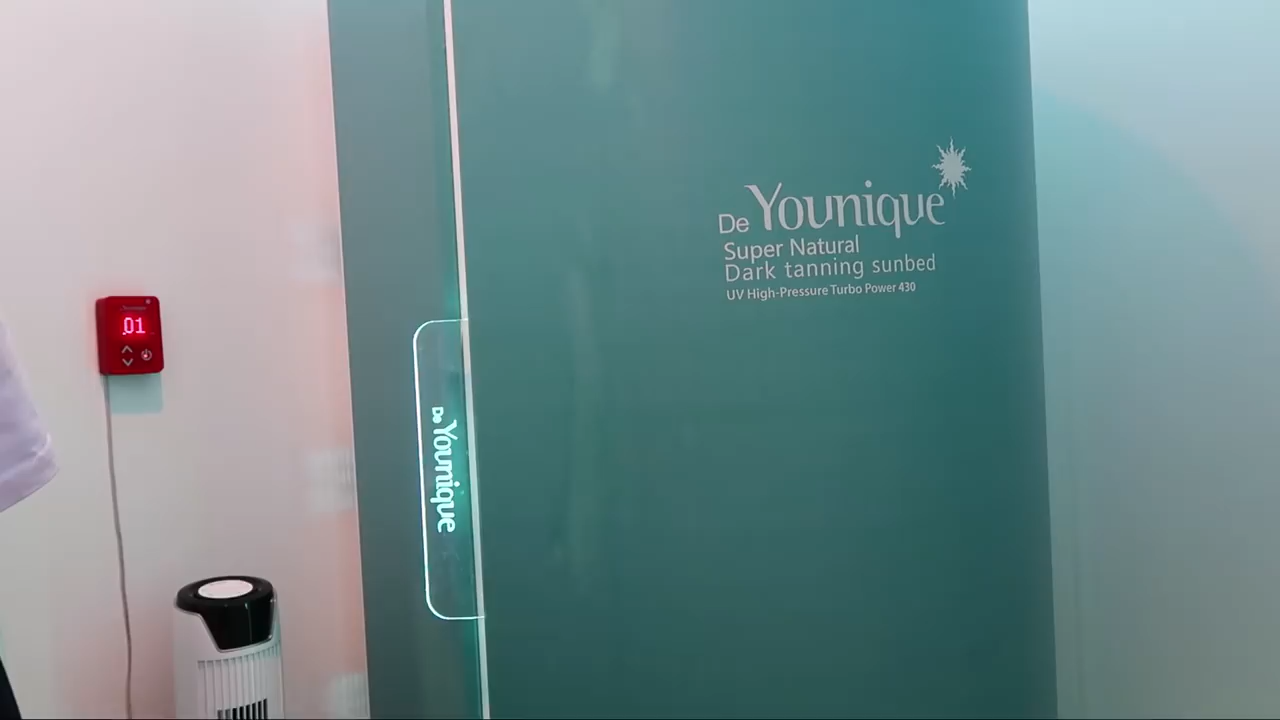 De Younique
Super Natural
Dark tanning sunbed
UV High-Pressure Turbo Power 430
01
De Younique